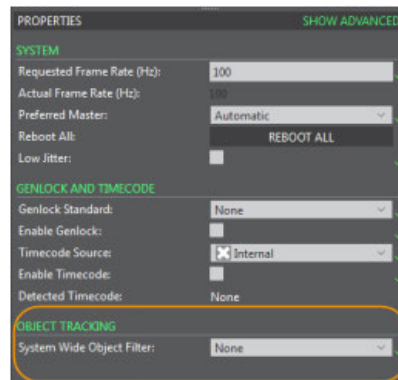 PROPERTIES SHOW ADVANCED
SYSTEM
Requested Frame Rate (Hz): 100
Actual Frame Rate (Hz): 100
Preferred Master: Automatic
Reboot All: REBOOT ALL
Low Jitter:
GENLOCK AND TIMECODE
Genlock Standard: None
Enable Genlock:
Timecode Source: Internal
Enable Timecode:
Detected Timecode: None
OBJECT TRACKING
System Wide Object Filter: None